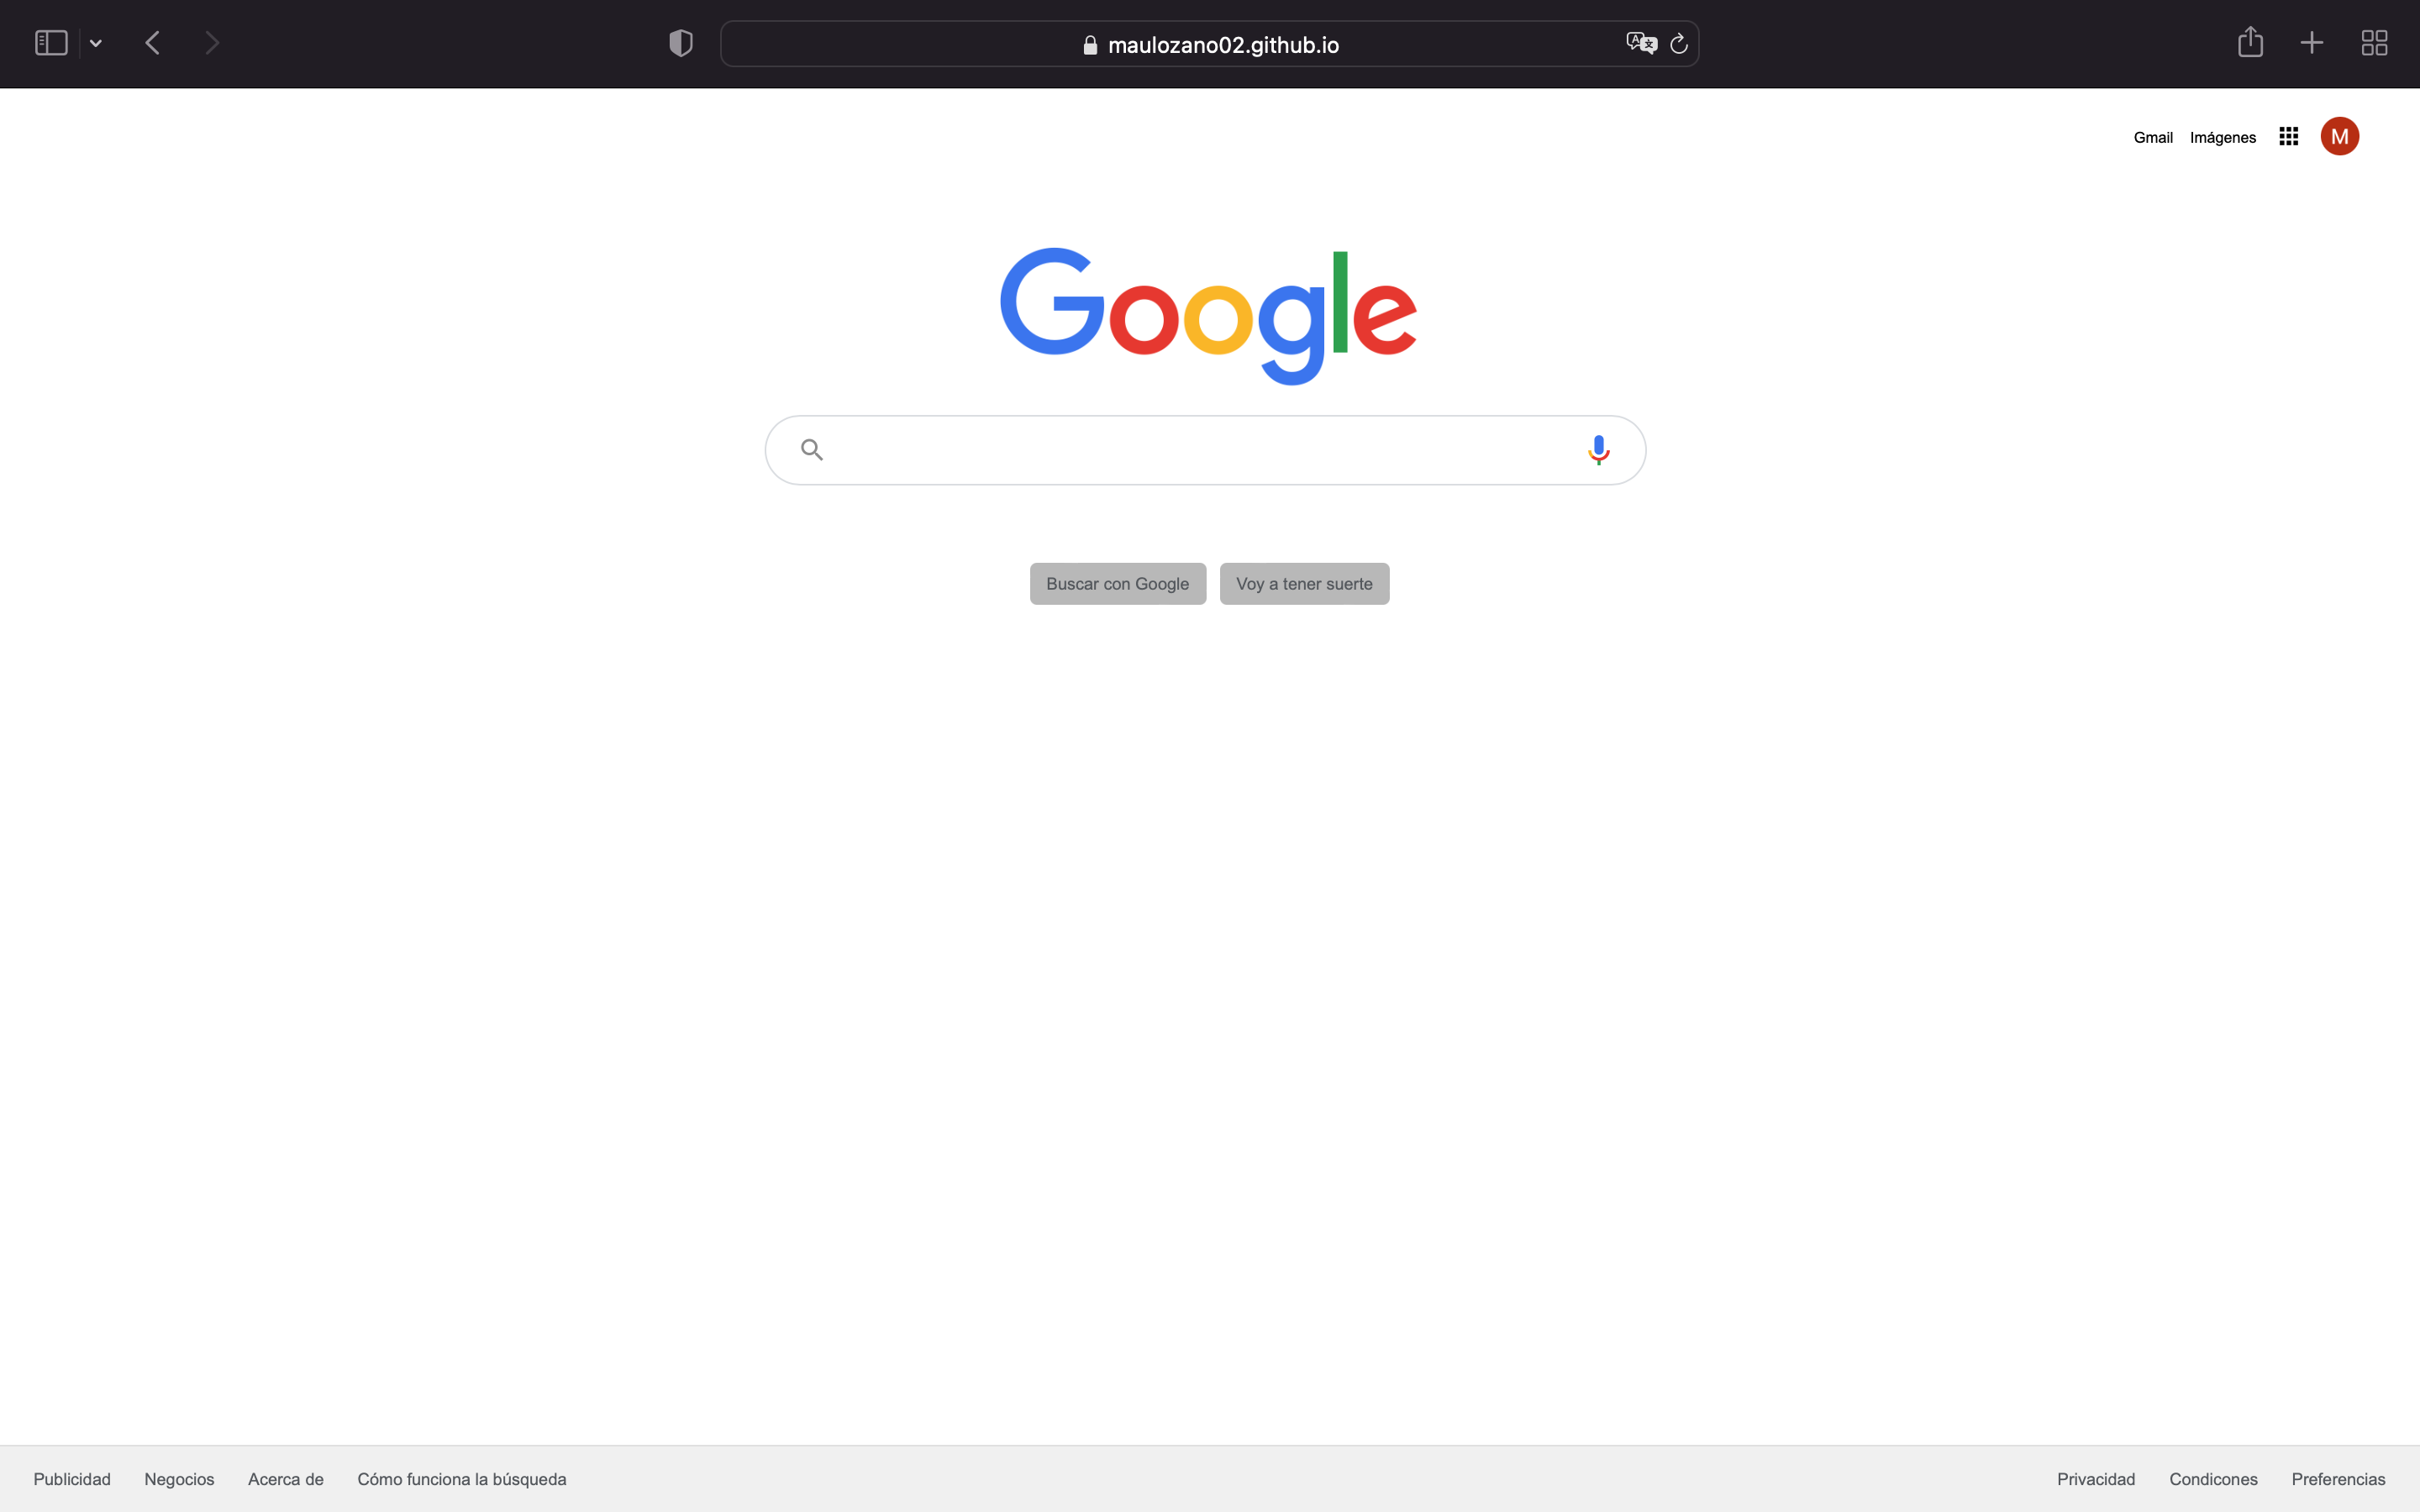 maulozano02.github.io
Gmail Imágenes M
Google
Buscar con Google Voy a tener suerte
Publicidad Negocios Acerca de Cómo funciona la búsqueda Privacidad Condicones Preferencias